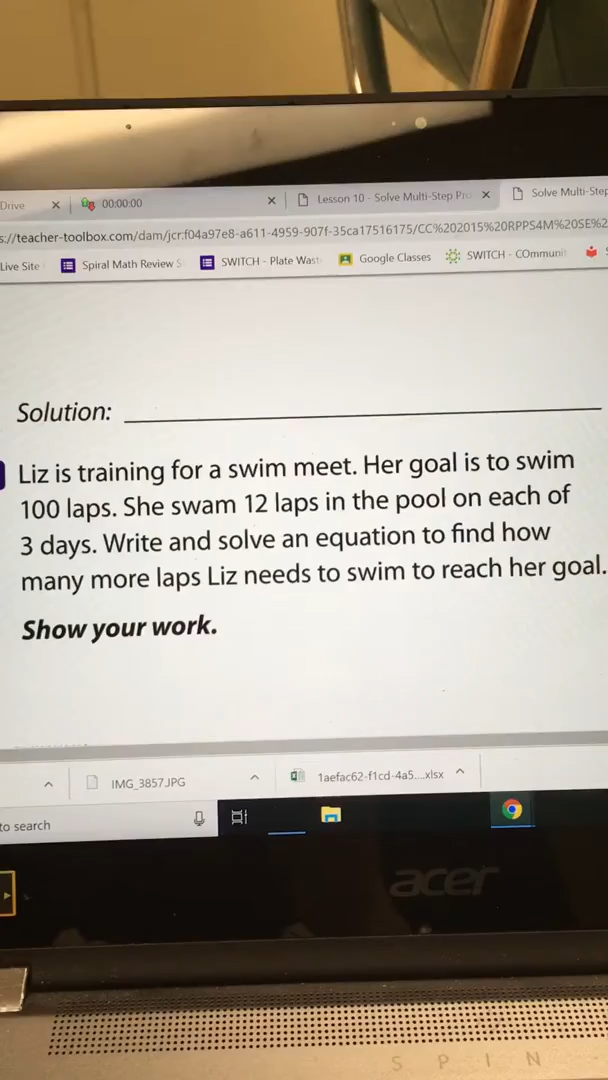 Drive
00:00:00
Lesson 10 - Solve Multi-Step Pro
Solve Multi-Step
s://teacher-toolbox.com/dam/jcr:f04a97e8-a611-4959-907f-35ca17516175/CC%202015%20RPPS4M%20SE%2
Live Site
Spiral Math Review S
SWITCH - Plate Wast
Google Classes
SWITCH - COmmunit
Solution:
Liz is training for a swim meet. Her goal is to swim
100 laps. She swam 12 laps in the pool on each of
3 days. Write and solve an equation to find how
many more laps Liz needs to swim to reach her goal.
Show your work.
IMG_3857.JPG
1aefac62-f1cd-4a5....xlsx
to search
acer
SPIN